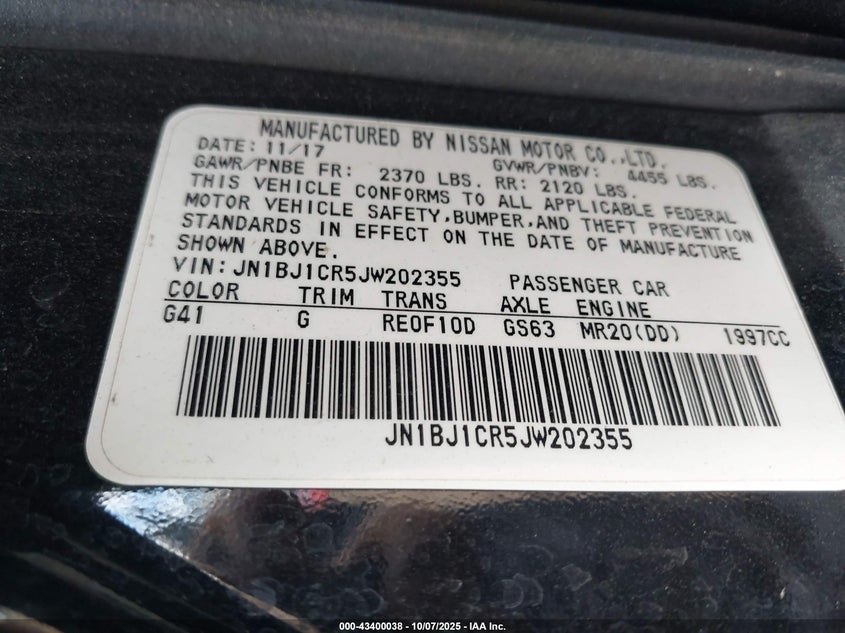 MANUFACTURED BY NISSAN MOTOR CO.,LTD.
DATE: 11/17 GVWR/PNBV: 4455 LBS.
GAWR/PNBE FR: 2370 LBS. RR: 2120 LBS.
THIS VEHICLE CONFORMS TO ALL APPLICABLE FEDERAL
MOTOR VEHICLE SAFETY,BUMPER,AND THEFT PREVENTION
STANDARDS IN EFFECT ON THE DATE OF MANUFACTURE
SHOWN ABOVE.
VIN: JN1BJ1CR5JW202355 PASSENGER CAR
COLOR TRIM TRANS AXLE ENGINE
G41 G RE0F10D GS63 MR20(DD) 1997CC
JN1BJ1CR5JW202355
000-43400038 - 10/07/2025 - IAA Inc.